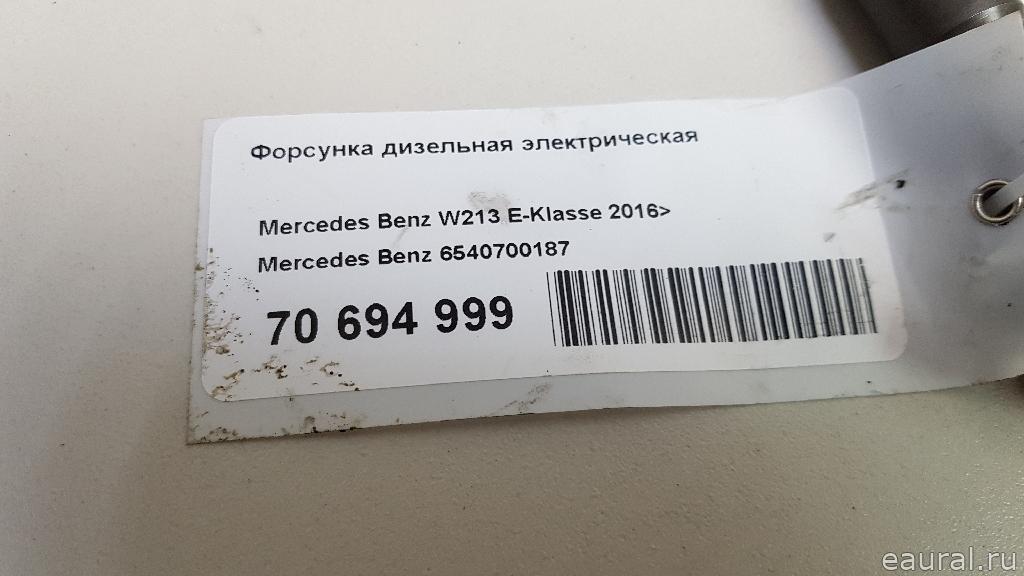 Форсунка дизельная электрическая
Mercedes Benz W213 E-Klasse 2016>
Mercedes Benz 6540700187
70 694 999
eaural.ru